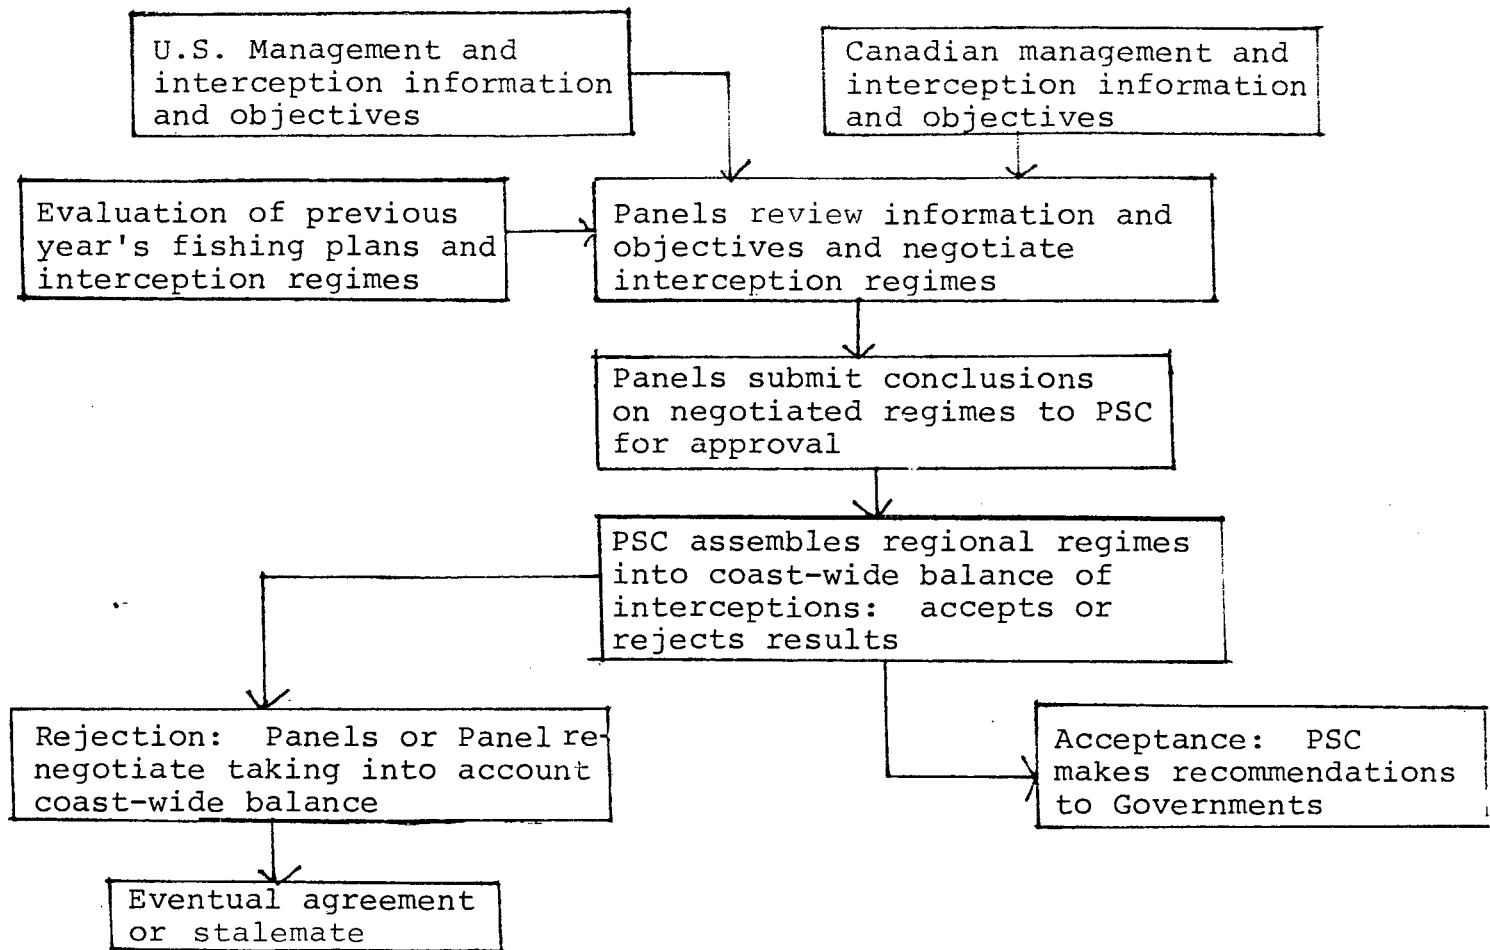 U.S. Management and
interception information
and objectives
Canadian management and
interception information
and objectives
Evaluation of previous
year's fishing plans and
interception regimes
Panels review information and
objectives and negotiate
interception regimes
Panels submit conclusions
on negotiated regimes to PSC
for approval
PSC assembles regional regimes
into coast-wide balance of
interceptions: accepts or
rejects results
Rejection: Panels or Panel re-
negotiate taking into account
coast-wide balance
Acceptance: PSC
makes recommendations
to Governments
Eventual agreement
or stalemate